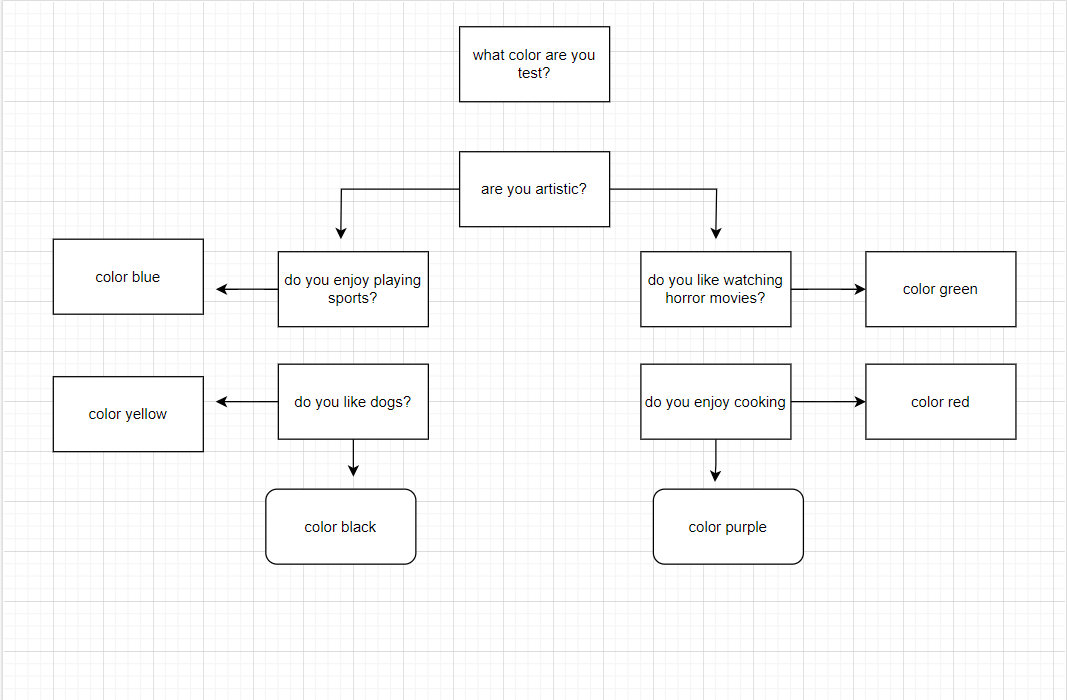 what color are you
test?
are you artistic?
color blue
do you enjoy playing
sports?
do you like watching
horror movies?
color green
color yellow
do you like dogs?
do you enjoy cooking
color red
color black
color purple